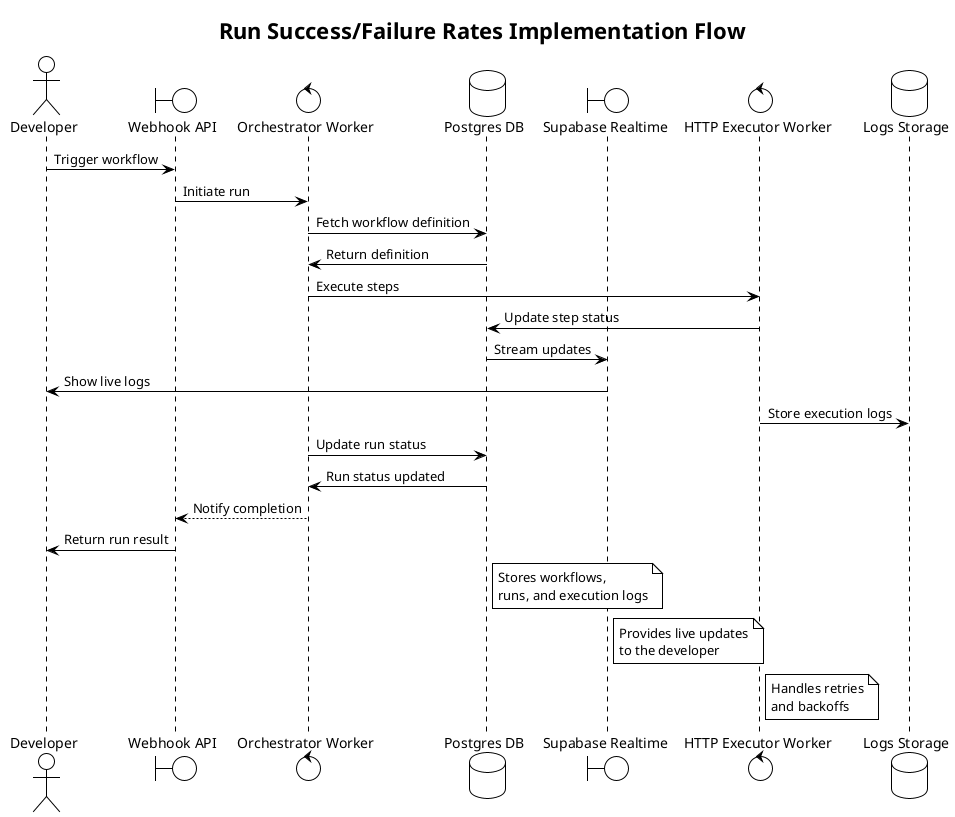 Run Success/Failure Rates Implementation Flow
Developer
Webhook API
Orchestrator Worker
Postgres DB
Supabase Realtime
HTTP Executor Worker
Logs Storage
Trigger workflow
Initiate run
Fetch workflow definition
Return definition
Execute steps
Update step status
Stream updates
Show live logs
Store execution logs
Update run status
Run status updated
Notify completion
Return run result
Stores workflows,
runs, and execution logs
Provides live updates
to the developer
Handles retries
and backoffs
Developer
Webhook API
Orchestrator Worker
Postgres DB
Supabase Realtime
HTTP Executor Worker
Logs Storage